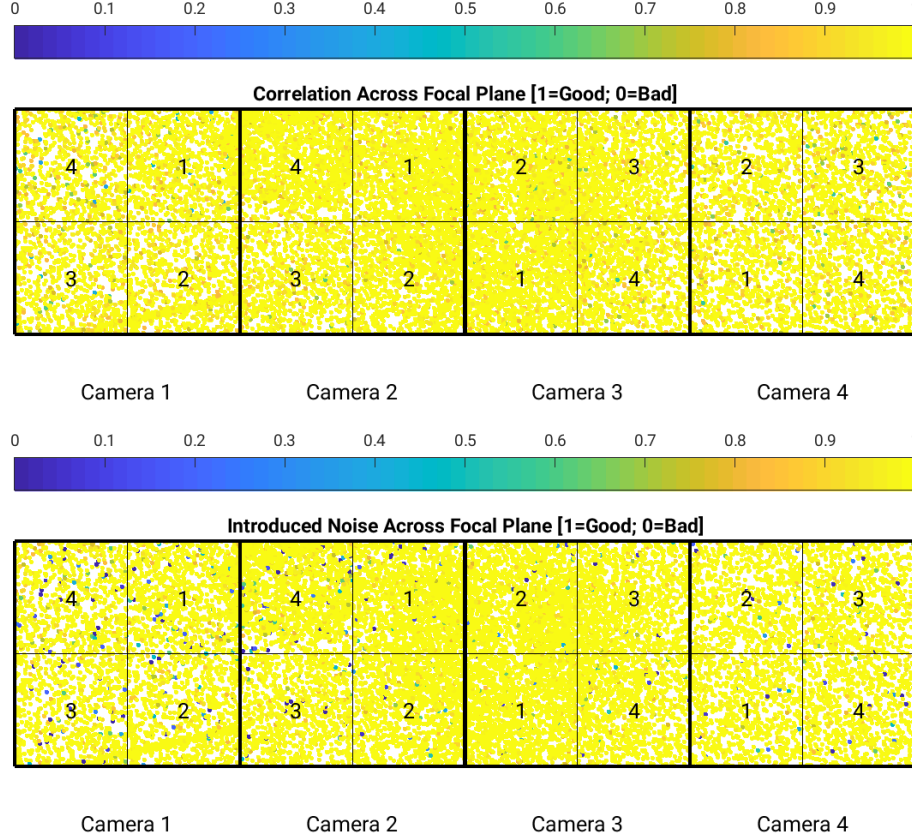 0 0.1 0.2 0.3 0.4 0.5 0.6 0.7 0.8 0.9
Correlation Across Focal Plane [1=Good; 0=Bad]
4 1 4 1 2 3 2 3
3 2 3 2 1 4 1 4
Camera 1 Camera 2 Camera 3 Camera 4
0 0.1 0.2 0.3 0.4 0.5 0.6 0.7 0.8 0.9
Introduced Noise Across Focal Plane [1=Good; 0=Bad]
4 1 4 1 2 3 2 3
3 2 3 2 1 4 1 4
Camera 1 Camera 2 Camera 3 Camera 4